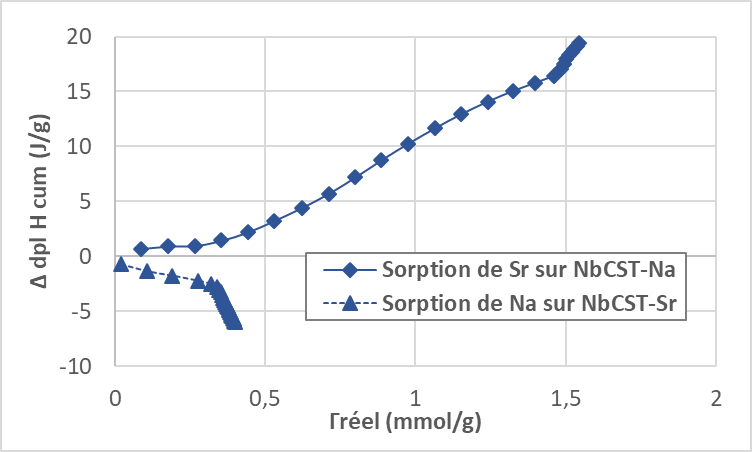 20
15
10
5
0
-5
-10
Δ dpl H cum (J/g)
Sorption de Sr sur NbCST-Na
Sorption de Na sur NbCST-Sr
0 0,5 1 1,5 2
Γréel (mmol/g)